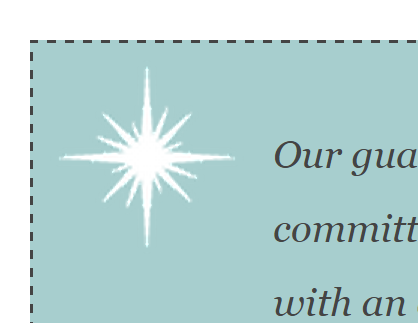 Our gua
committ
with an